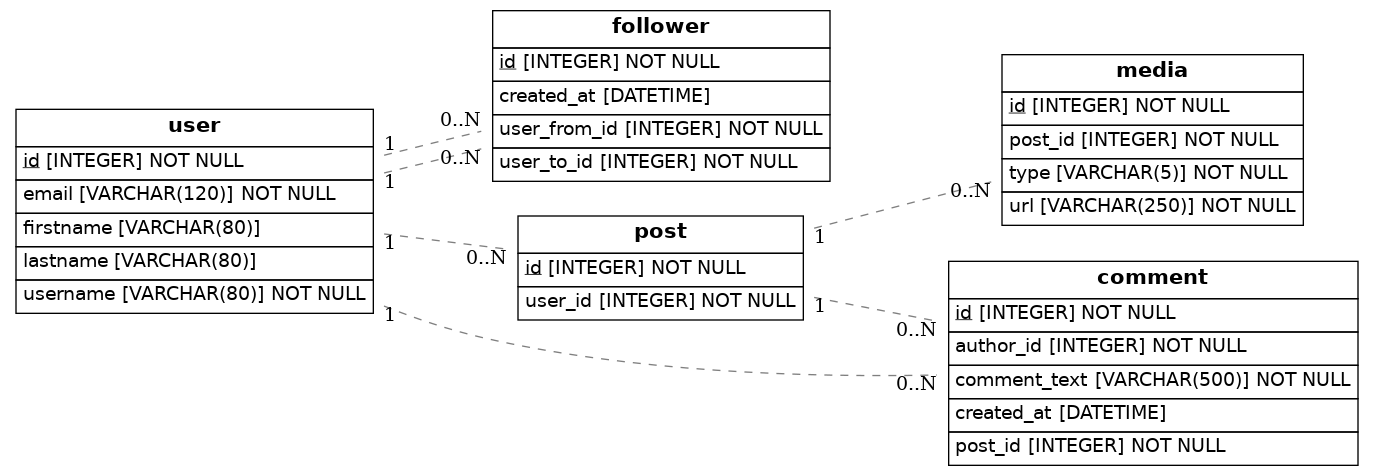 user
id [INTEGER] NOT NULL
email [VARCHAR(120)] NOT NULL
firstname [VARCHAR(80)]
lastname [VARCHAR(80)]
username [VARCHAR(80)] NOT NULL
1
1
1
1
0..N
0..N
0..N
0..N
follower
id [INTEGER] NOT NULL
created_at [DATETIME]
user_from_id [INTEGER] NOT NULL
user_to_id [INTEGER] NOT NULL
post
id [INTEGER] NOT NULL
user_id [INTEGER] NOT NULL
1
1
0..N
0..N
media
id [INTEGER] NOT NULL
post_id [INTEGER] NOT NULL
type [VARCHAR(5)] NOT NULL
url [VARCHAR(250)] NOT NULL
comment
id [INTEGER] NOT NULL
author_id [INTEGER] NOT NULL
comment_text [VARCHAR(500)] NOT NULL
created_at [DATETIME]
post_id [INTEGER] NOT NULL